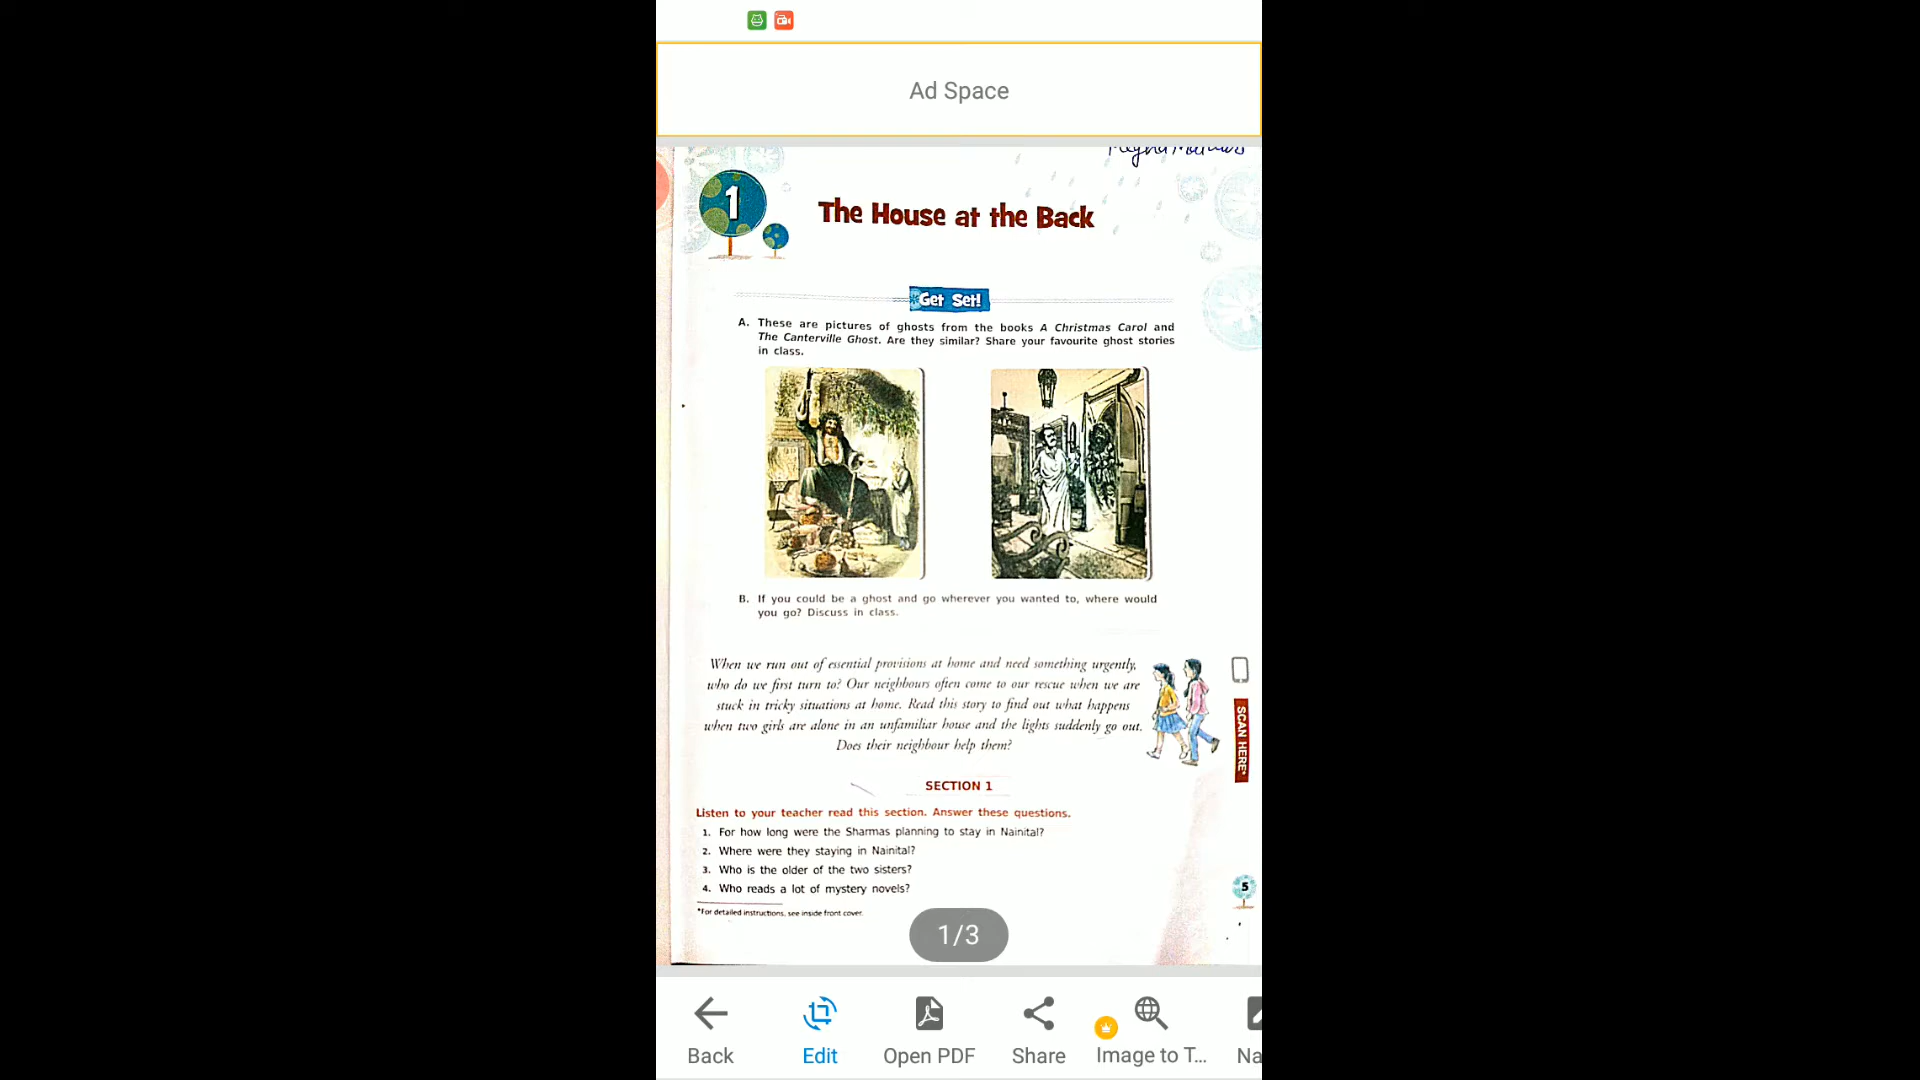 Ad Space
1
The House at the Back
Get Set!
A. These are pictures of ghosts from the books A Christmas Carol and
The Canterville Ghost. Are they similar? Share your favourite ghost stories
in class.
B. If you could be a ghost and go wherever you wanted to, where would
you go? Discuss in class.
When we run out of essential provisions at home and need something urgently,
who do we first turn to? Our neighbours often come to our rescue when we are
stuck in tricky situations at home. Read this story to find out what happens
when two girls are alone in an unfamiliar house and the lights suddenly go out.
Does their neighbour help them?
SCAN HERE*
SECTION 1
Listen to your teacher read this section. Answer these questions.
1. For how long were the Sharmas planning to stay in Nainital?
2. Where were they staying in Nainital?
3. Who is the older of the two sisters?
4. Who reads a lot of mystery novels?
5
*For detailed instructions, see inside front cover.
1/3
Back
Edit
Open PDF
Share
Image to T...
Na